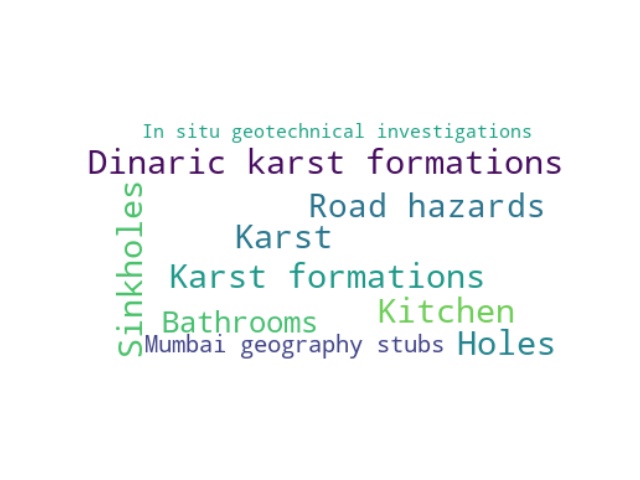 In situ geotechnical investigations
Dinaric karst formations
Sinkholes
Road hazards
Karst
Karst formations
Kitchen
Bathrooms
Mumbai geography stubs
Holes